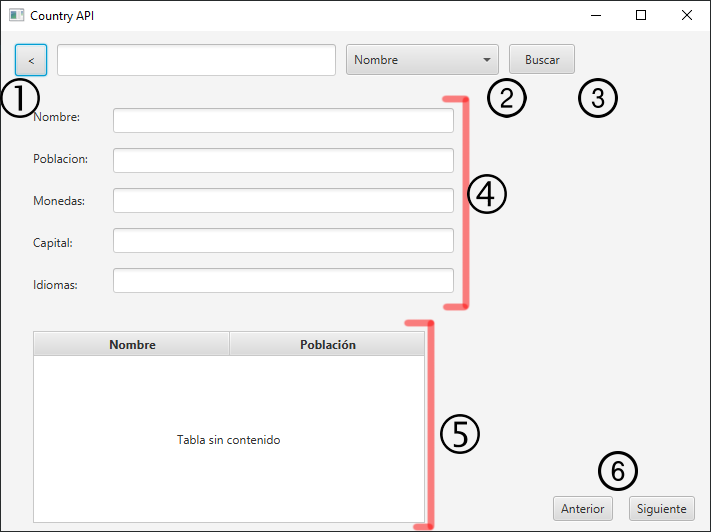 Country API
<
Nombre
Buscar
1
2
3
Nombre:
Poblacion:
Monedas:
4
Capital:
Idiomas:
Nombre
Población
Tabla sin contenido
5
6
Anterior
Siguiente